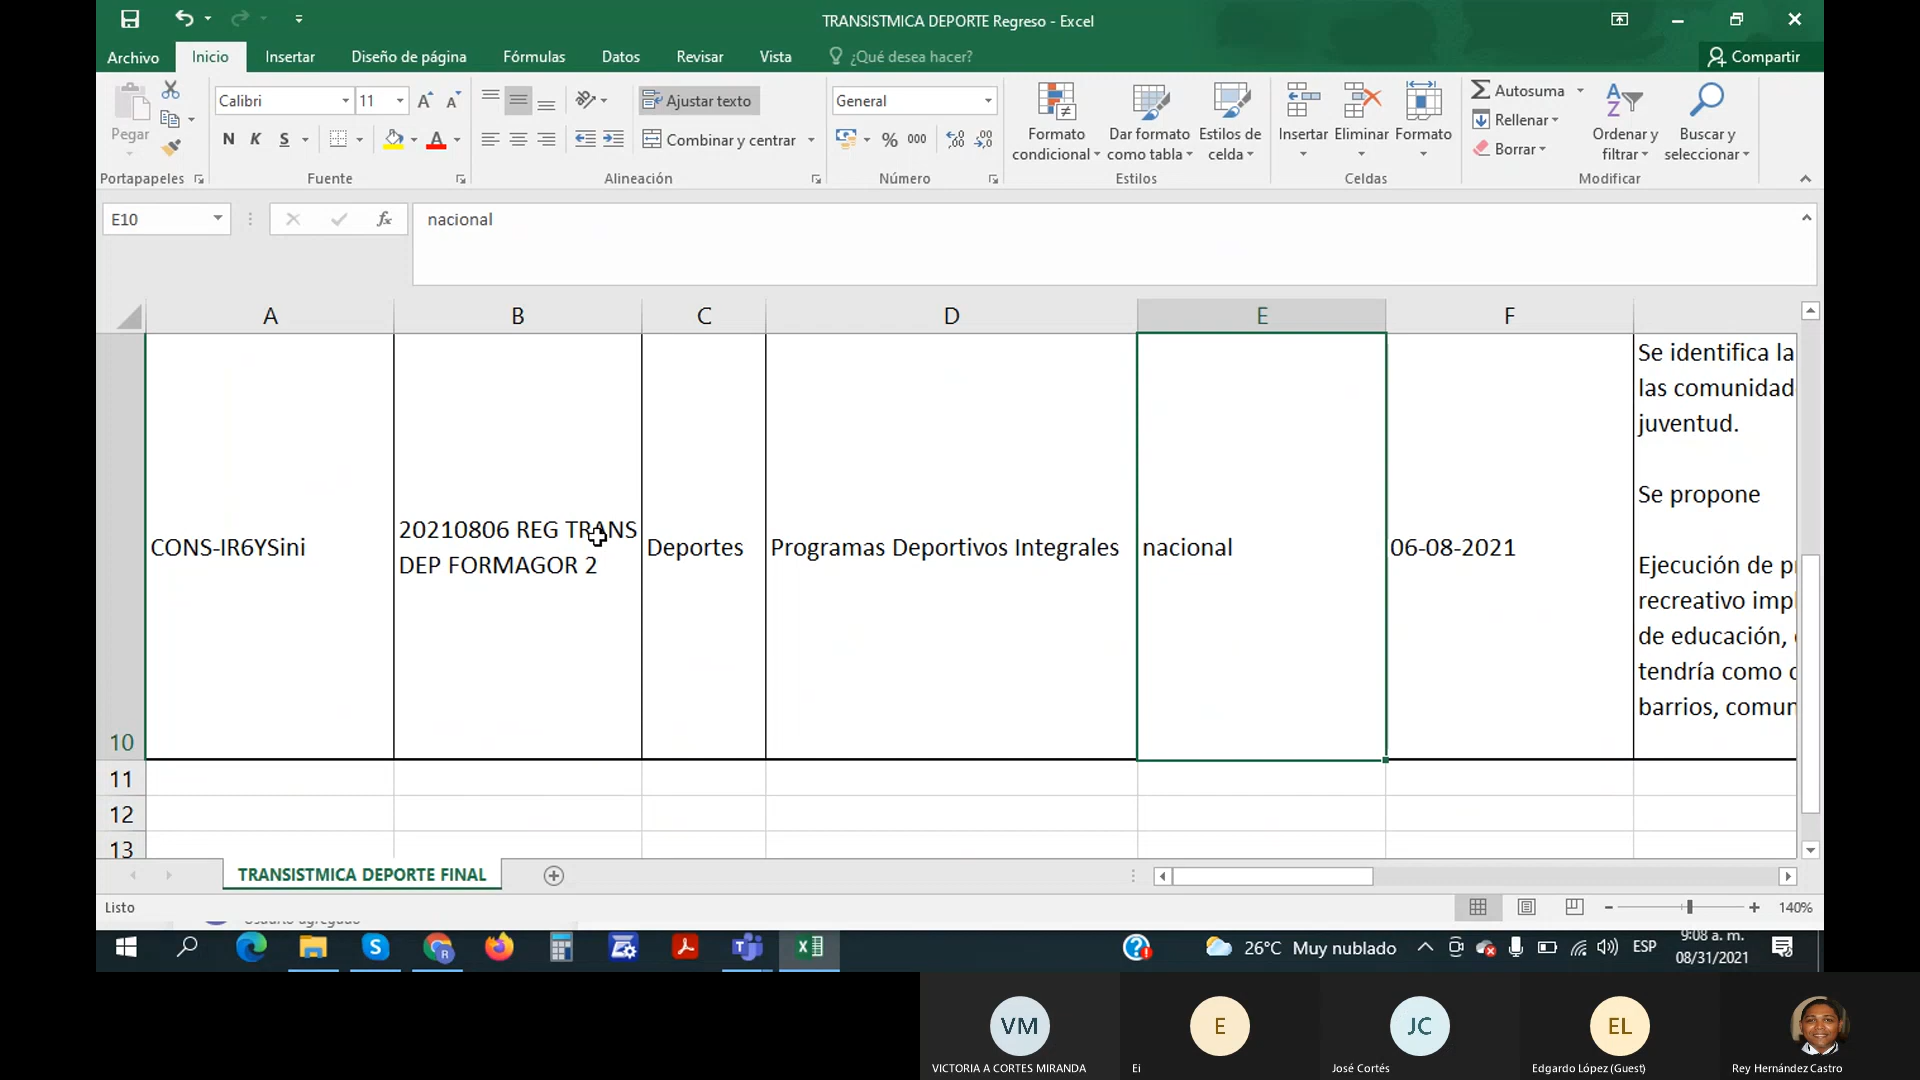 TRANSISTMICA DEPORTE Regreso - Excel
Archivo Inicio Insertar Diseño de página Fórmulas Datos Revisar Vista ¿Qué desea hacer? Compartir
Pegar
Portapapeles
Calibri 11
N K S
Fuente
Ajustar texto
Combinar y centrar
Alineación
General
% 000
Número
Formato condicional
Dar formato como tabla
Estilos de celda
Estilos
Insertar
Eliminar
Formato
Celdas
Autosuma
Rellenar
Borrar
Ordenar y filtrar
Buscar y seleccionar
Modificar
E10 fx nacional
A B C D E F
10
CONS-IR6YSini
20210806 REG TRANS
DEP FORMAGOR 2
Deportes
Programas Deportivos Integrales
nacional
06-08-2021
Se identifica la
las comunidad
juventud.
Se propone
Ejecución de p
recreativo imp
de educación,
tendría como
barrios, comun
11
12
13
TRANSISTMICA DEPORTE FINAL
Listo
140%
26°C Muy nublado
ESP
9:08 a. m.
08/31/2021
VM
E
JC
EL
VICTORIA A CORTES MIRANDA
Ei
José Cortés
Edgardo López (Guest)
Rey Hernández Castro